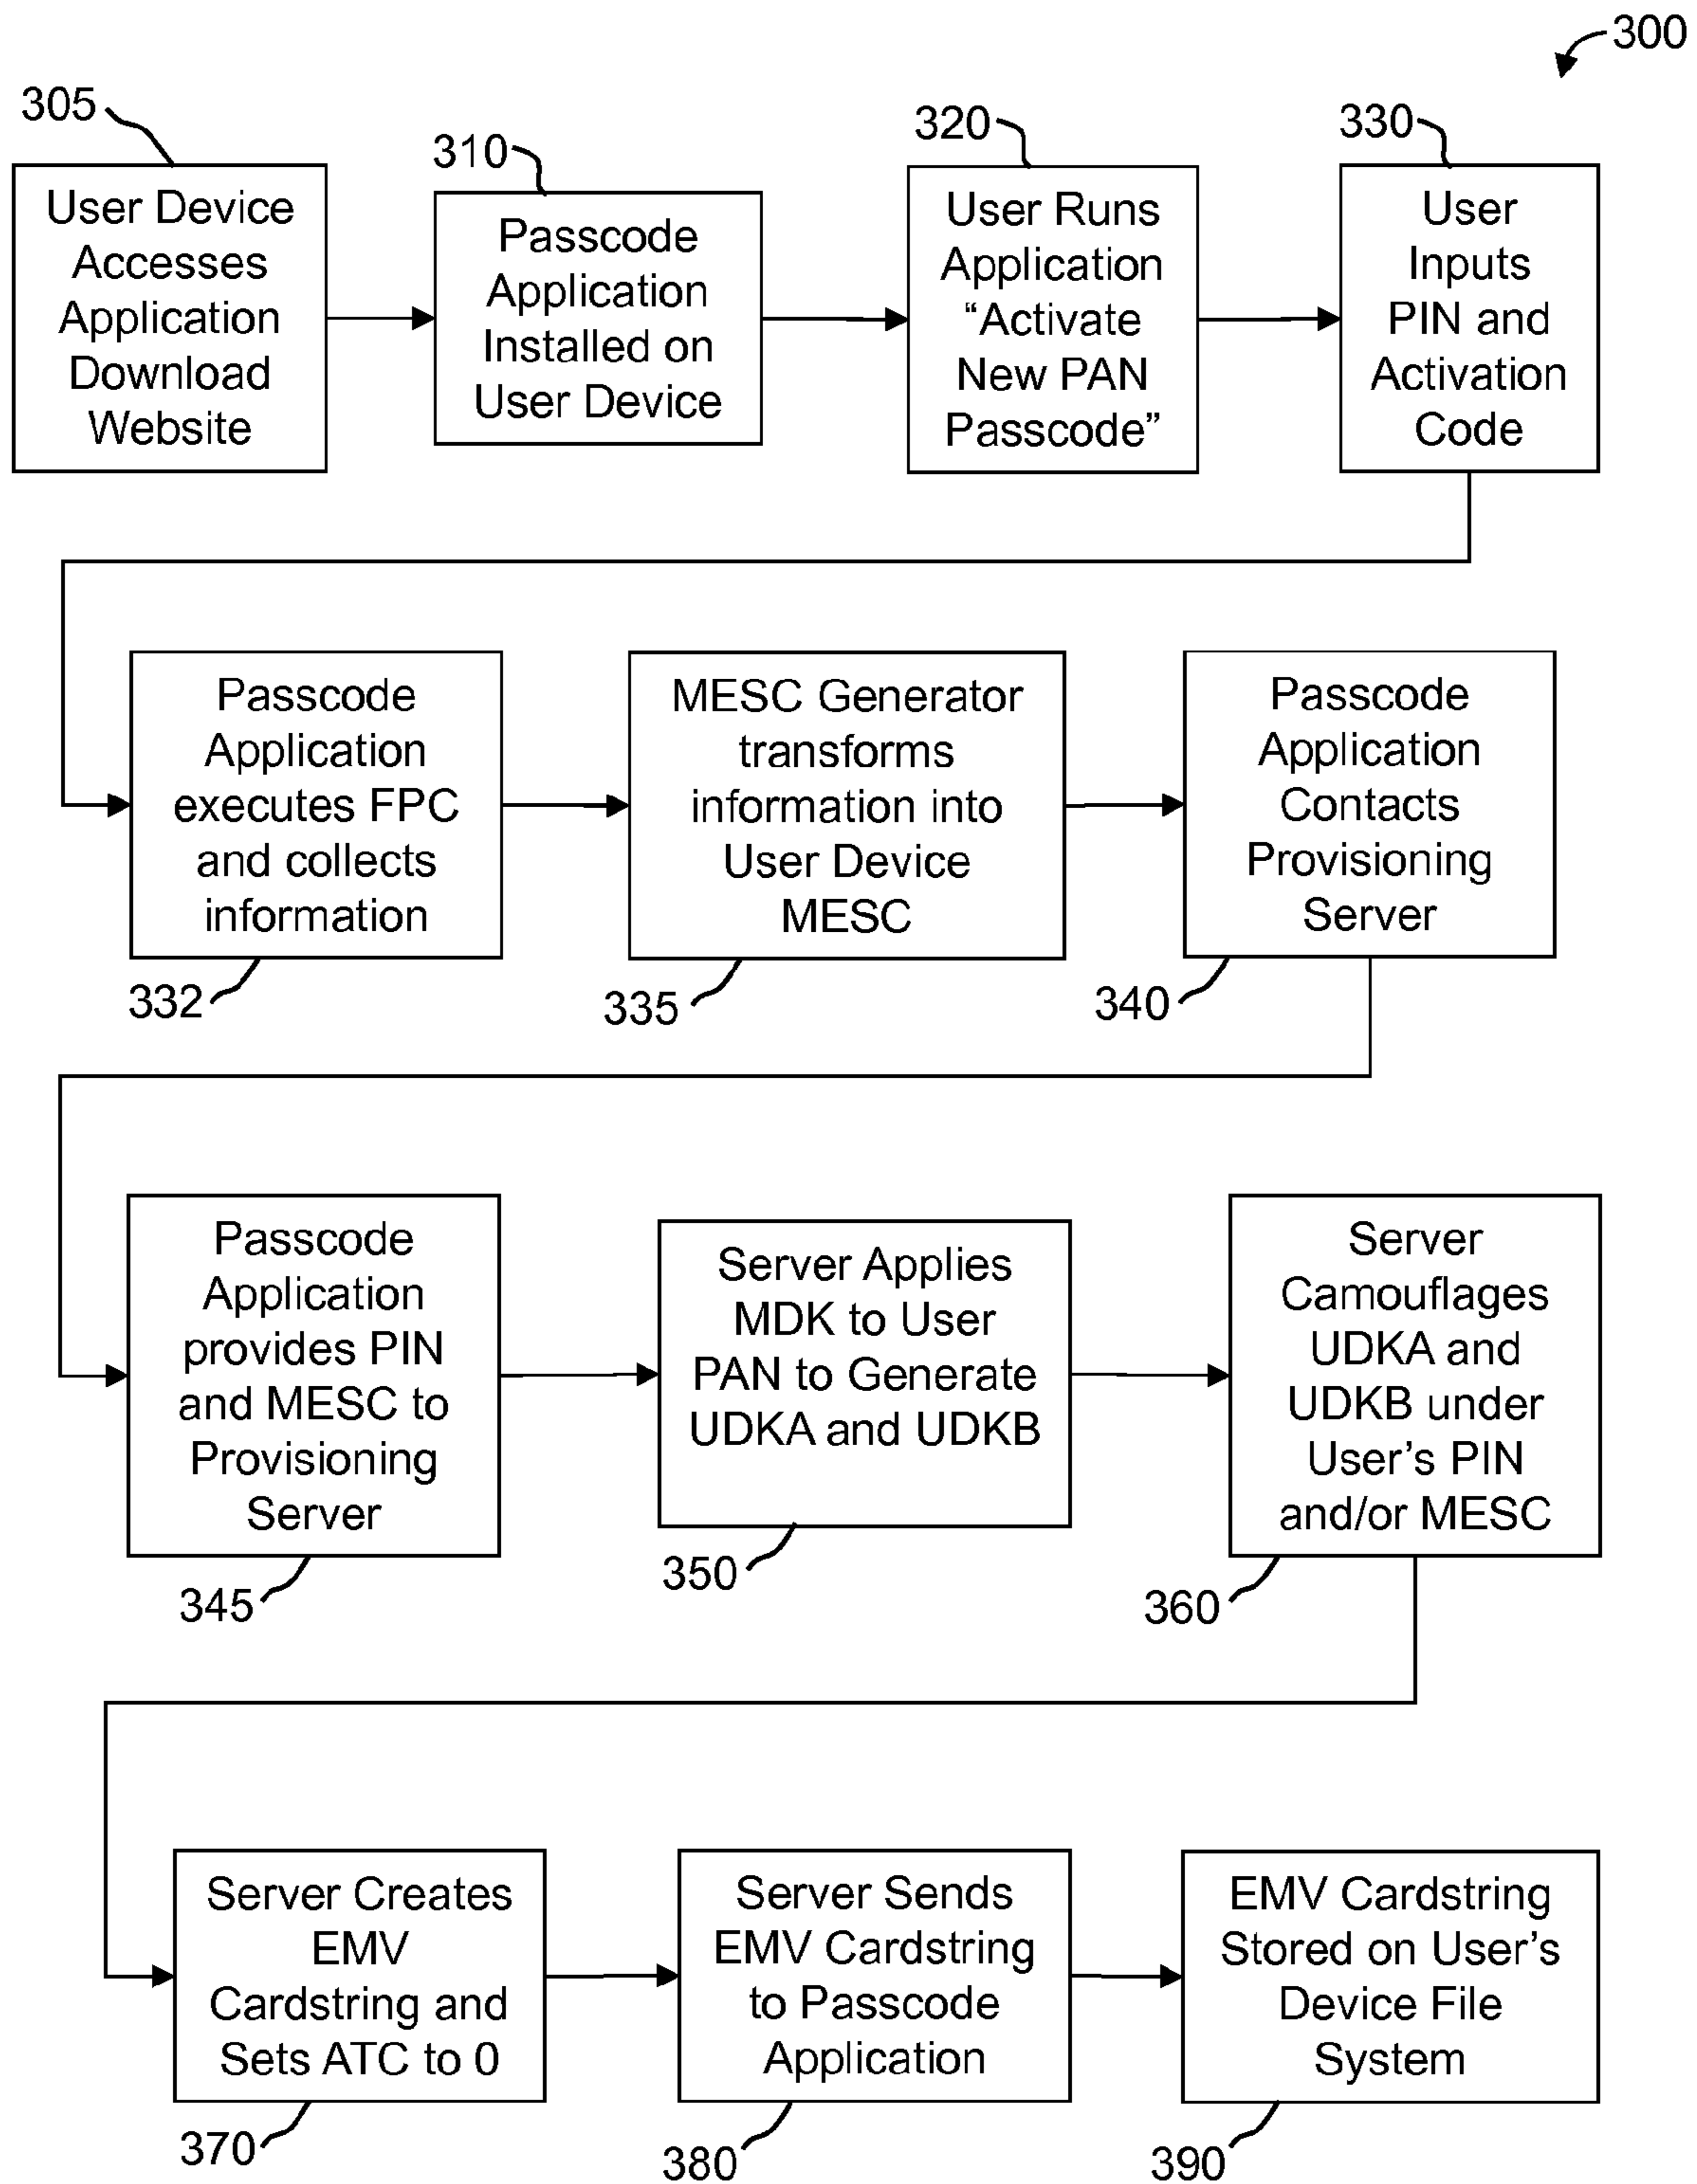 300
305
User Device
Accesses
Application
Download
Website
310
Passcode
Application
Installed on
User Device
320
User Runs
Application
“Activate
New PAN
Passcode”
330
User
Inputs
PIN and
Activation
Code
Passcode
Application
executes FPC
and collects
information
332
MESC Generator
transforms
information into
User Device
MESC
335
Passcode
Application
Contacts
Provisioning
Server
340
Passcode
Application
provides PIN
and MESC to
Provisioning
Server
345
Server Applies
MDK to User
PAN to Generate
UDKA and UDKB
350
Server
Camouflages
UDKA and
UDKB under
User’s PIN
and/or MESC
360
Server Creates
EMV
Cardstring and
Sets ATC to 0
370
Server Sends
EMV Cardstring
to Passcode
Application
380
EMV Cardstring
Stored on User’s
Device File
System
390